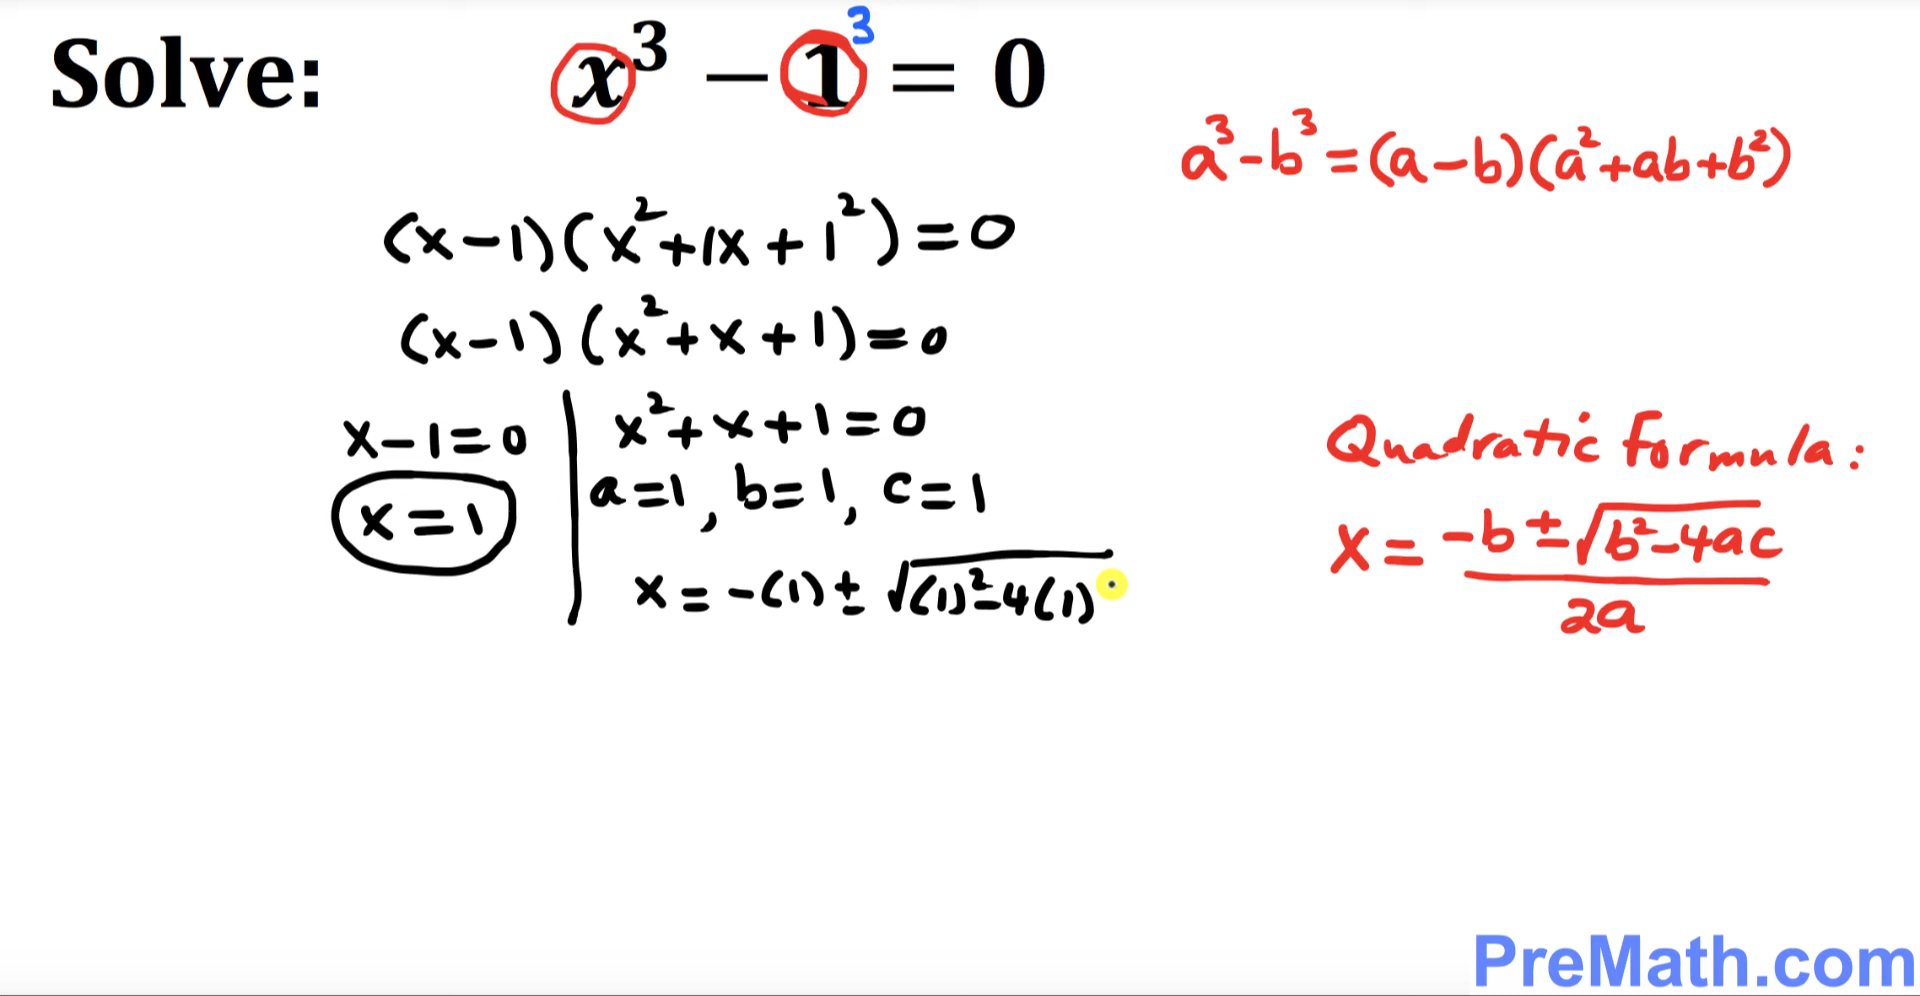 Solve: x³ − 1³ = 0
a³-b³=(a-b)(a²+ab+b²)
(x-1)(x²+1x+1²)=0
(x-1)(x²+x+1)=0
x-1=0
x=1
x²+x+1=0
a=1, b=1, c=1
x=-(1)±√(1)²-4(1)
Quadratic formula:
x = -b±√b²-4ac
2a
PreMath.com